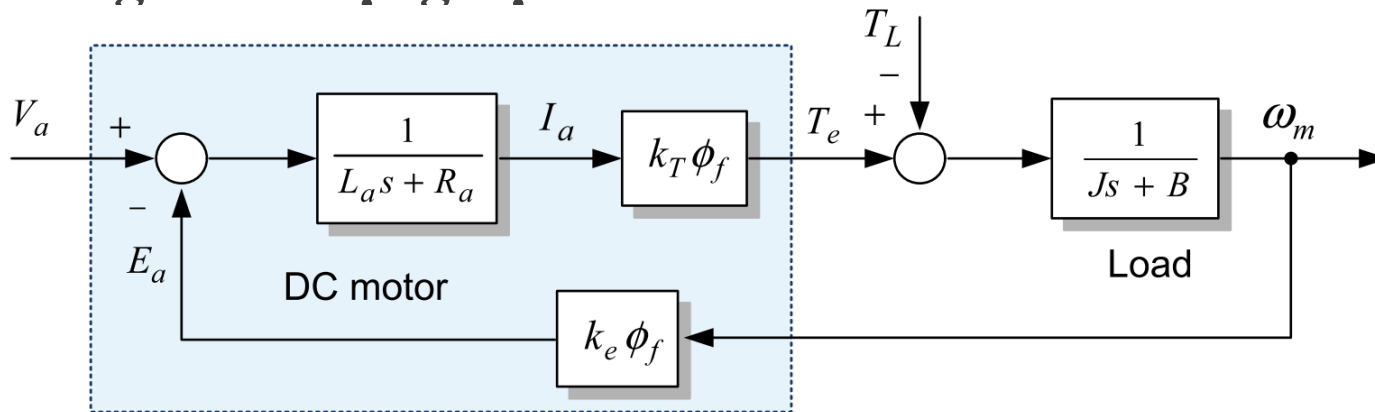 V_a
+
−
E_a
1
L_a s + R_a
I_a
k_T ϕ_f
T_e
T_L
−
+
1
Js + B
ω_m
Load
DC motor
k_e ϕ_f